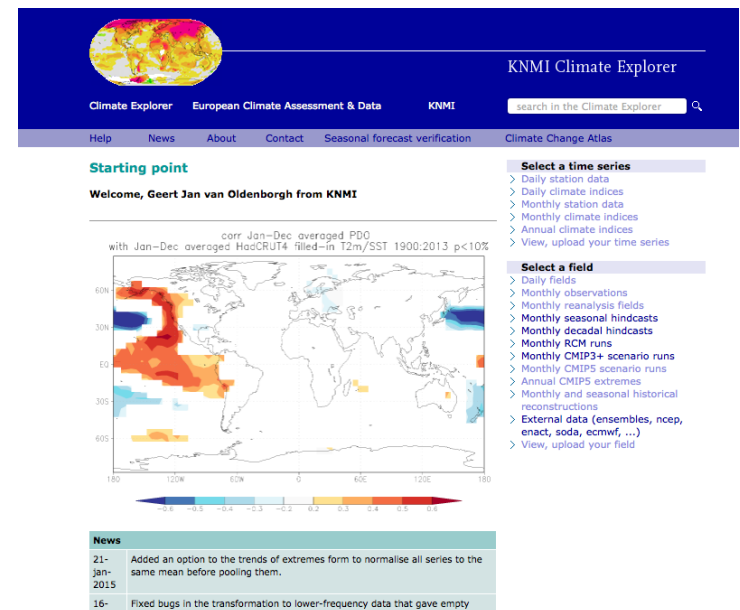 KNMI Climate Explorer
Climate Explorer European Climate Assessment & Data KNMI search in the Climate Explorer
Help News About Contact Seasonal forecast verification Climate Change Atlas
Starting point
Welcome, Geert Jan van Oldenborgh from KNMI
corr Jan-Dec averaged PDO
with Jan-Dec averaged HadCRUT4 filled-in T2m/SST 1900:2013 p<10%
60N
30N
EQ
30S
60S
180 120W 60W 0 60E 120E 180
-0.6 -0.5 -0.4 -0.3 -0.2 0.2 0.3 0.4 0.5 0.6
News
21-
jan-
2015
Added an option to the trends of extremes form to normalise all series to the
same mean before pooling them.
16-
Fixed bugs in the transformation to lower-frequency data that gave empty
Select a time series
Daily station data
Daily climate indices
Monthly station data
Monthly climate indices
Annual climate indices
View, upload your time series
Select a field
Daily fields
Monthly observations
Monthly reanalysis fields
Monthly seasonal hindcasts
Monthly decadal hindcasts
Monthly RCM runs
Monthly CMIP3+ scenario runs
Monthly CMIP5 scenario runs
Annual CMIP5 extremes
Monthly and seasonal historical
reconstructions
External data (ensembles, ncep,
enact, soda, ecmwf, ...)
View, upload your field